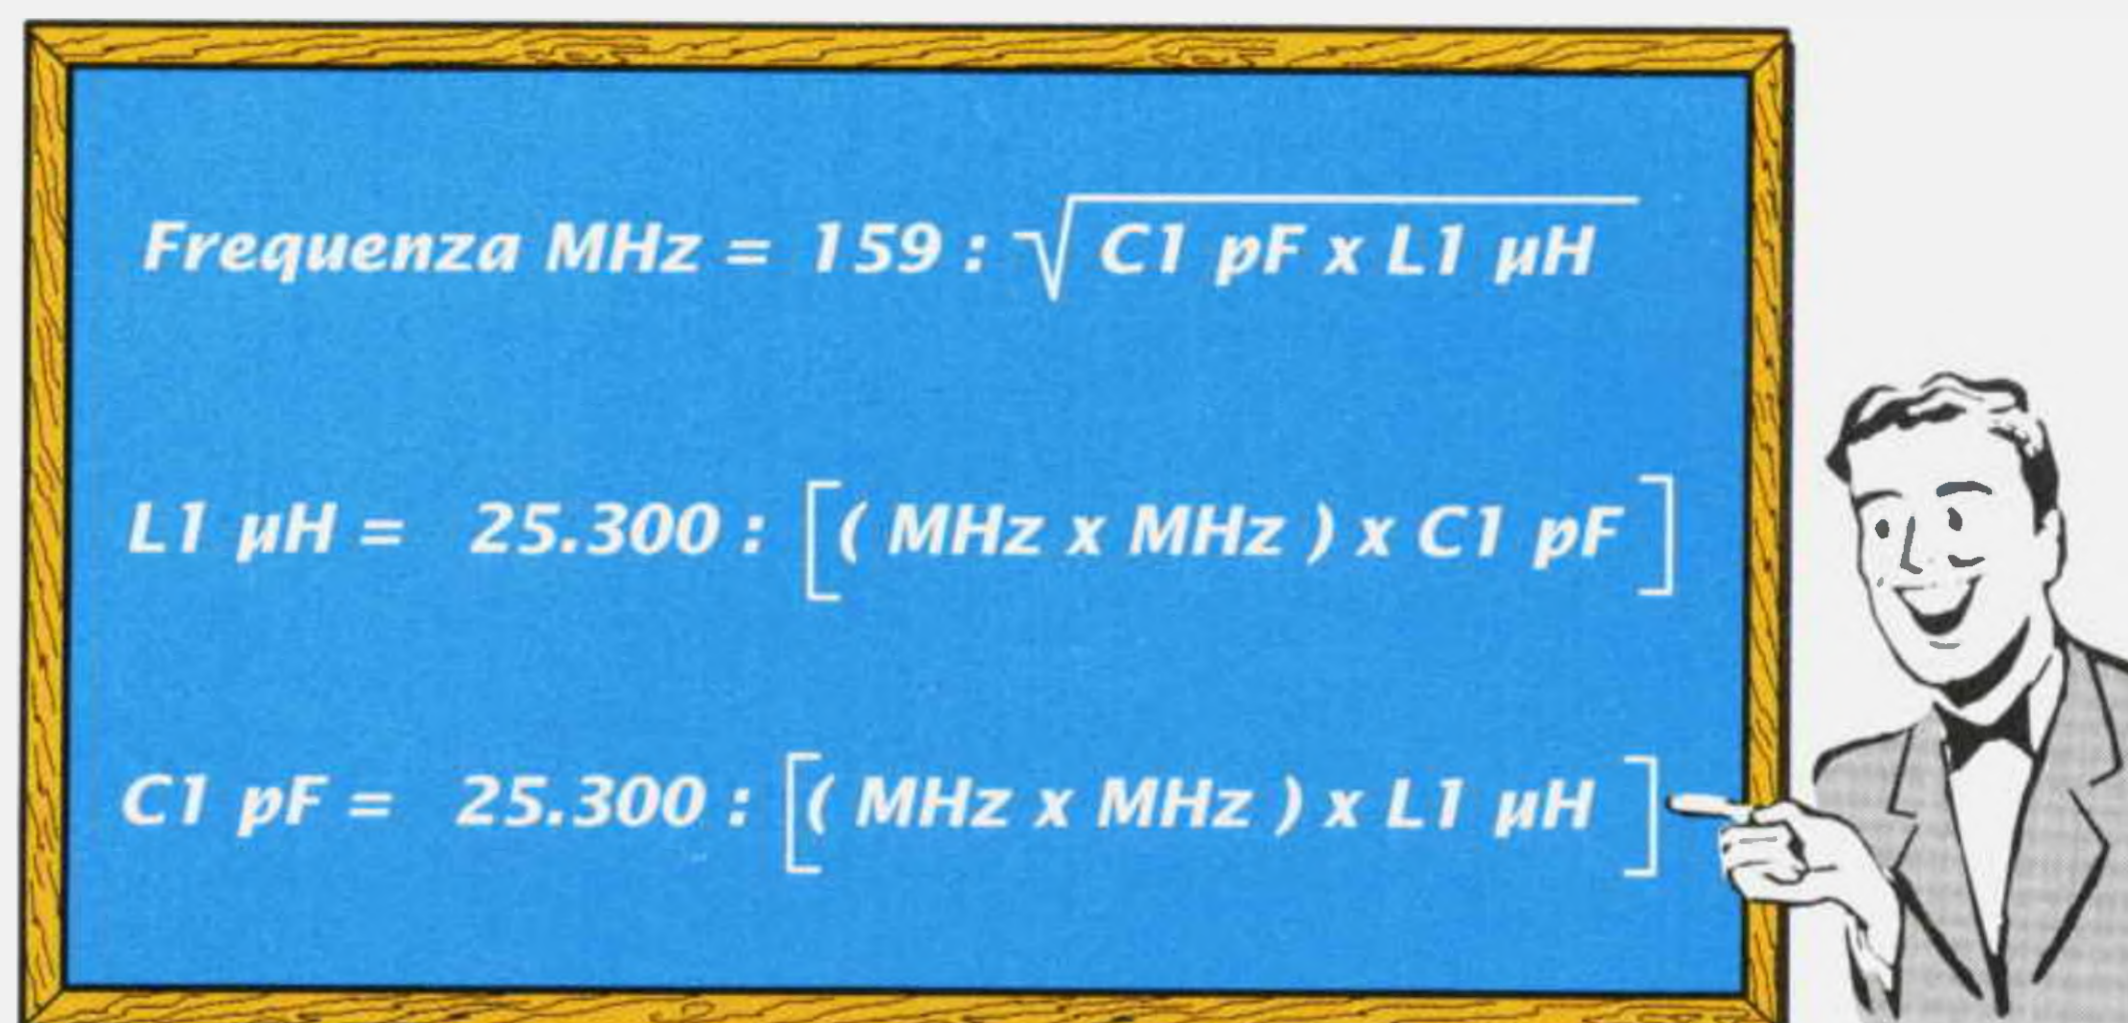 Frequenza MHz = 159 : √ C1 pF x L1 µH
L1 µH = 25.300 : [( MHz x MHz ) x C1 pF ]
C1 pF = 25.300 : [( MHz x MHz ) x L1 µH ]